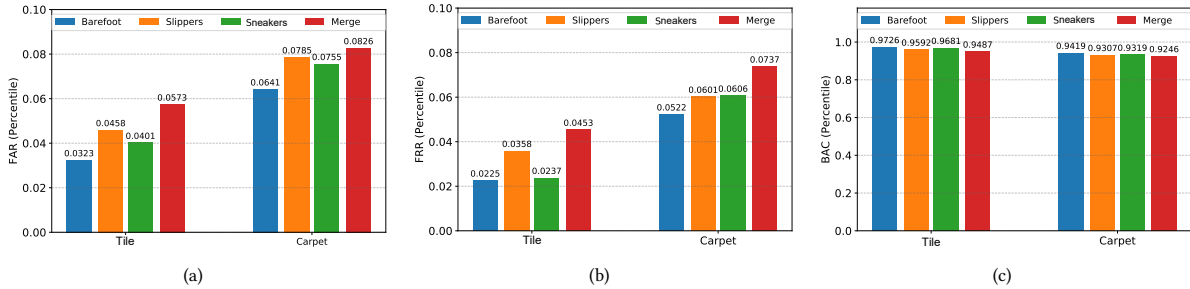 Barefoot Slippers Sneakers Merge
0.10
0.08
0.06
0.04
0.02
0.00
FAR (Percentile)
0.0323 0.0458 0.0401 0.0573
0.0641 0.0785 0.0755 0.0826
Tile Carpet
(a)
Barefoot Slippers Sneakers Merge
0.10
0.08
0.06
0.04
0.02
0.00
FRR (Percentile)
0.0225 0.0358 0.0237 0.0453
0.0522 0.0601 0.0606 0.0737
Tile Carpet
(b)
Barefoot Slippers Sneakers Merge
1.0
0.8
0.6
0.4
0.2
0.0
BAC (Percentile)
0.9726 0.9592 0.9681 0.9487
0.9419 0.9307 0.9319 0.9246
Tile Carpet
(c)